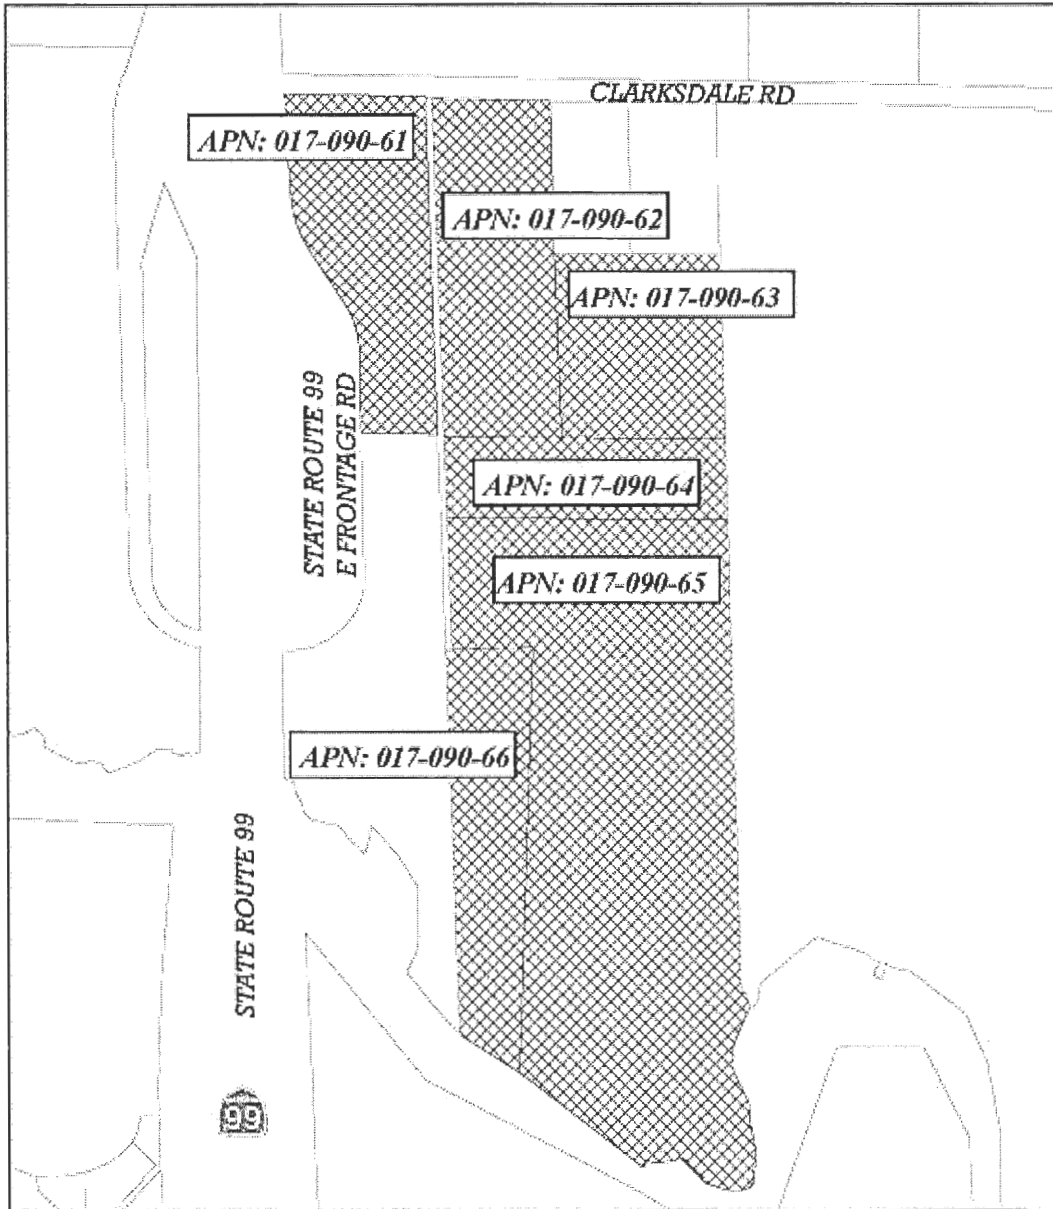 CLARKSDALE RD
APN: 017-090-61
APN: 017-090-62
APN: 017-090-63
STATE ROUTE 99
E FRONTAGE RD
APN: 017-090-64
APN: 017-090-65
APN: 017-090-66
STATE ROUTE 99
99